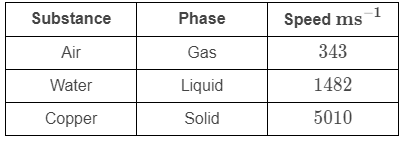 Substance Phase Speed ms⁻¹
Air Gas 343
Water Liquid 1482
Copper Solid 5010